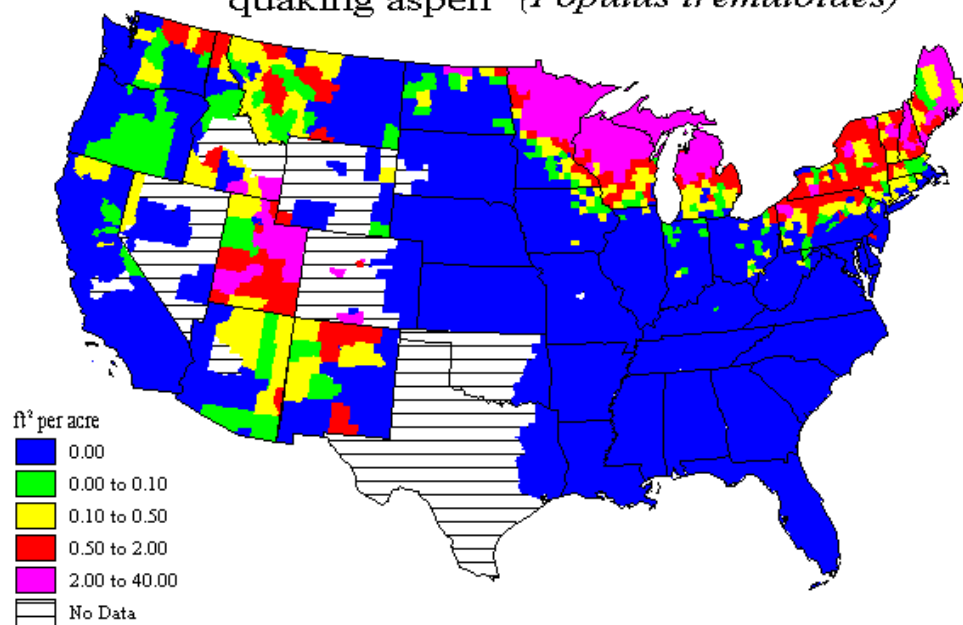 quaking aspen (Populus tremuloides)
ft² per acre
0.00
0.00 to 0.10
0.10 to 0.50
0.50 to 2.00
2.00 to 40.00
No Data